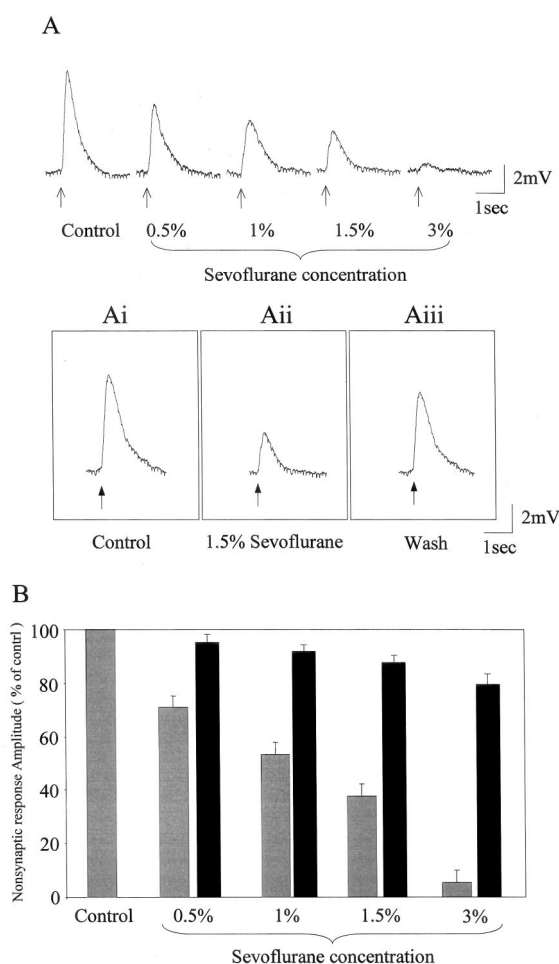 A
2mV
1sec
Control 0.5% 1% 1.5% 3%
Sevoflurane concentration
Ai Aii Aiii
2mV
Control 1.5% Sevoflurane Wash 1sec
B
Nonsynaptic response Amplitude ( % of contrl )
100
80
60
40
20
0
Control 0.5% 1% 1.5% 3%
Sevoflurane concentration